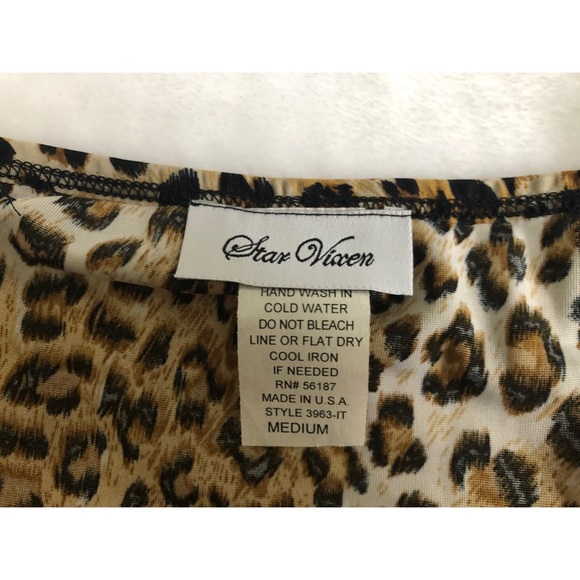 Star Vixen
HAND WASH IN
COLD WATER
DO NOT BLEACH
LINE OR FLAT DRY
COOL IRON
IF NEEDED
RN# 56187
MADE IN U.S.A.
STYLE 3963-IT
MEDIUM